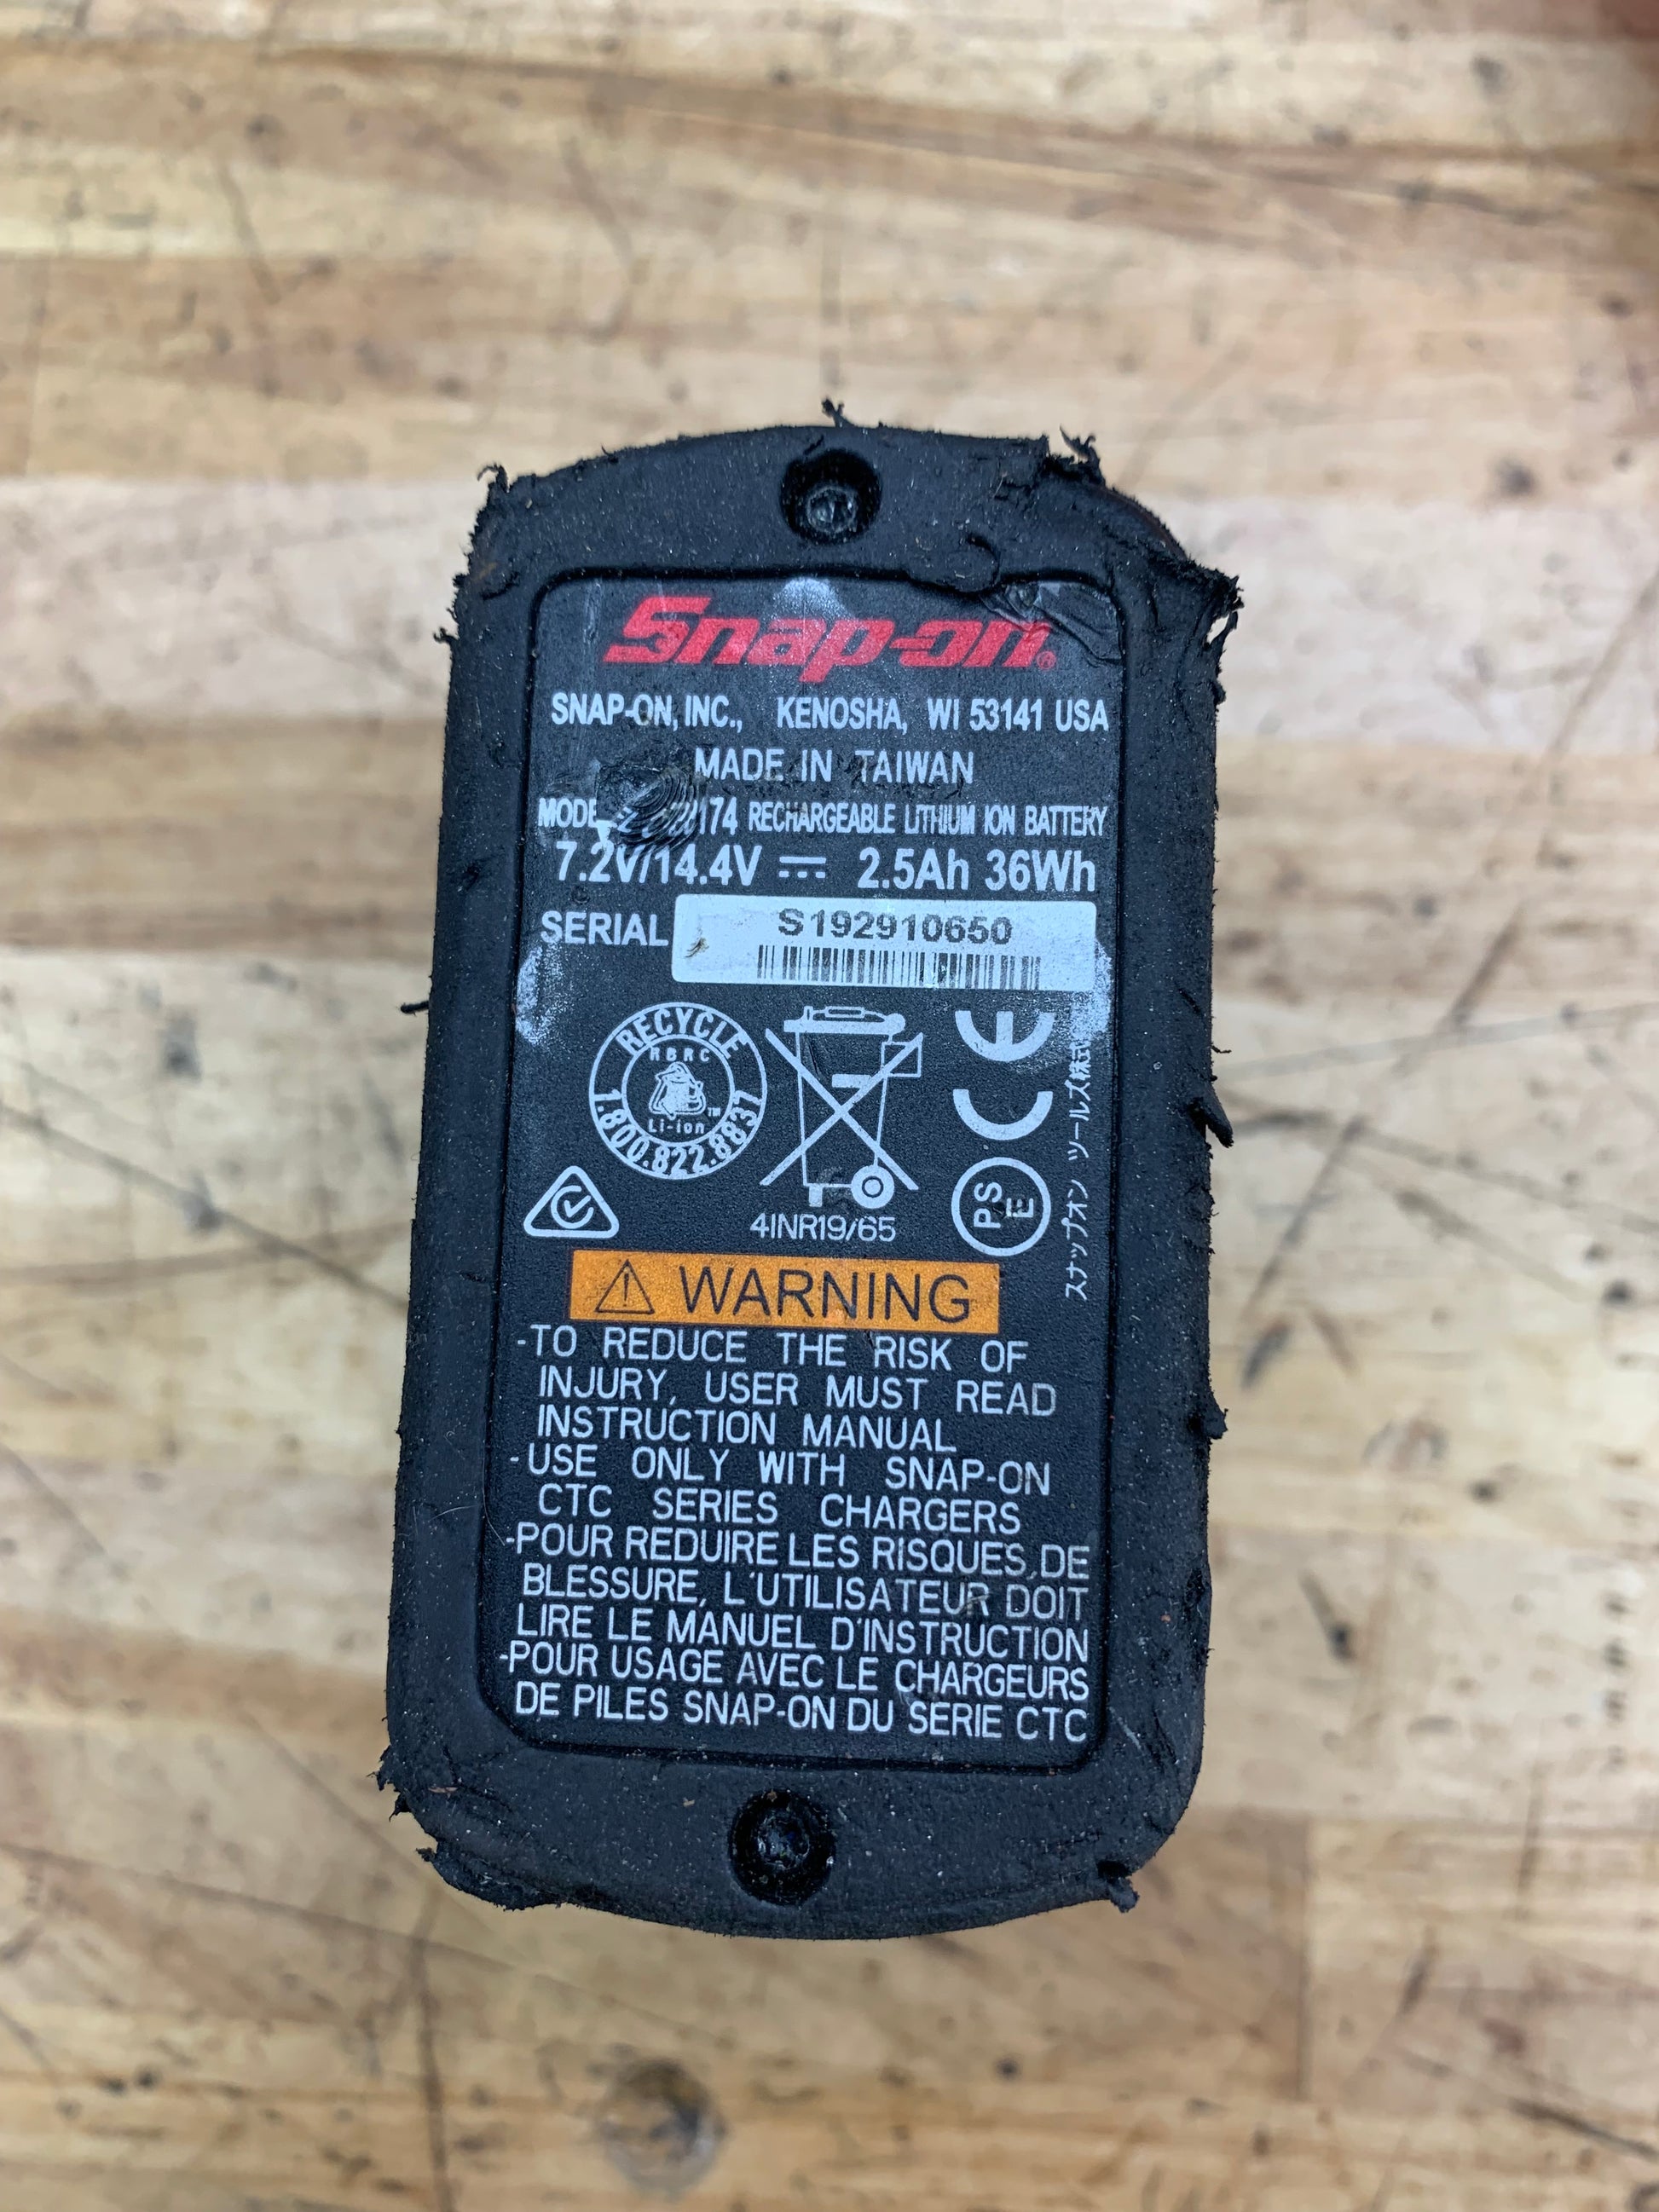 Snap-on®
SNAP-ON, INC., KENOSHA, WI 53141 USA
MADE IN TAIWAN
RECHARGEABLE LITHIUM ION BATTERY
7.2V/14.4V ⎓ 2.5Ah 36Wh
SERIAL S192910650
RECYCLE
RBRC
Li-ion ™
1.800.822.8837
CE
PS E
スナップオン ツールズ株式
4INR19/65
⚠ WARNING
-TO REDUCE THE RISK OF
INJURY, USER MUST READ
INSTRUCTION MANUAL
-USE ONLY WITH SNAP-ON
CTC SERIES CHARGERS
-POUR REDUIRE LES RISQUES DE
BLESSURE, L'UTILISATEUR DOIT
LIRE LE MANUEL D'INSTRUCTION
-POUR USAGE AVEC LE CHARGEURS
DE PILES SNAP-ON DU SERIE CTC